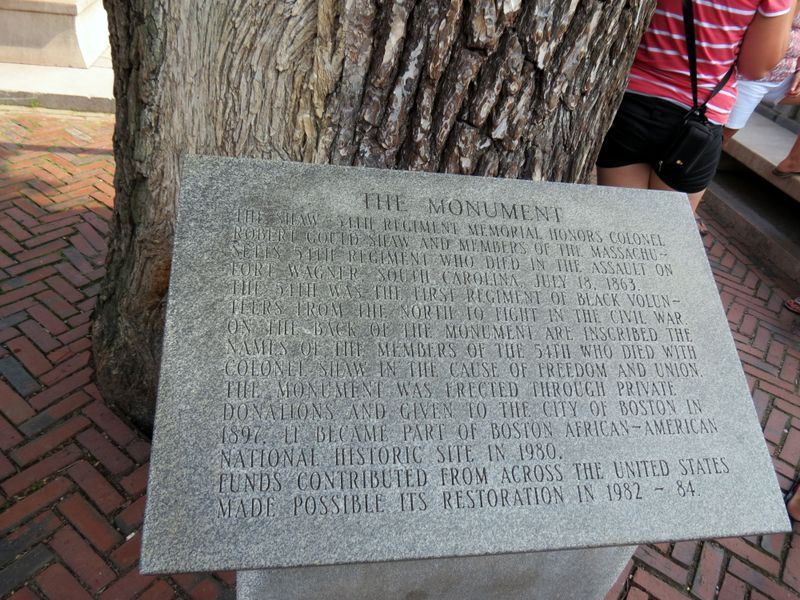 THE MONUMENT
THE SHAW 54TH REGIMENT MEMORIAL HONORS COLONEL
ROBERT GOULD SHAW AND MEMBERS OF THE MASSACHU-
SETTS 54TH REGIMENT WHO DIED IN THE ASSAULT ON
FORT WAGNER, SOUTH CAROLINA, JULY 18, 1863.
THE 54TH WAS THE FIRST REGIMENT OF BLACK VOLUN-
TEERS FROM THE NORTH TO FIGHT IN THE CIVIL WAR.
ON THE BACK OF THE MONUMENT ARE INSCRIBED THE
NAMES OF THE MEMBERS OF THE 54TH WHO DIED WITH
COLONEL SHAW IN THE CAUSE OF FREEDOM AND UNION.
THE MONUMENT WAS ERECTED THROUGH PRIVATE
DONATIONS AND GIVEN TO THE CITY OF BOSTON IN
1897. IT BECAME PART OF BOSTON AFRICAN-AMERICAN
NATIONAL HISTORIC SITE IN 1980.
FUNDS CONTRIBUTED FROM ACROSS THE UNITED STATES
MADE POSSIBLE ITS RESTORATION IN 1982 - 84.